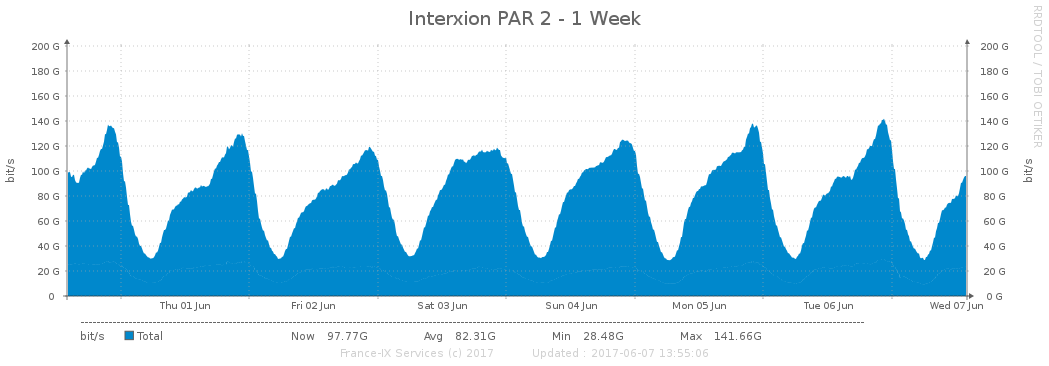 Interxion PAR 2 - 1 Week
RRDTOOL / TOBI OETIKER
bit/s
200 G 200 G
180 G 180 G
160 G 160 G
140 G 140 G
120 G 120 G
100 G 100 G
80 G 80 G
60 G 60 G
40 G 40 G
20 G 20 G
0 0 G
bit/s
Thu 01 Jun Fri 02 Jun Sat 03 Jun Sun 04 Jun Mon 05 Jun Tue 06 Jun Wed 07 Jun
bit/s Total Now 97.77G Avg 82.31G Min 28.48G Max 141.66G
France-IX Services (c) 2017 Updated : 2017-06-07 13:55:06